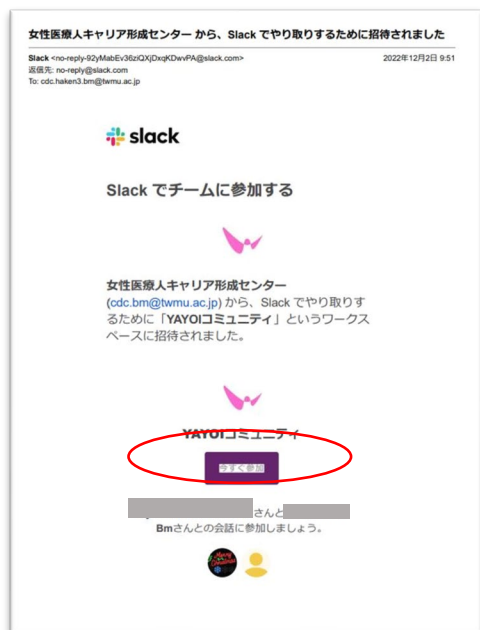 女性医療人キャリア形成センター から、Slack でやり取りするために招待されました
Slack <no-reply-92yMabEv36ziQXjDxqKDwvPA@slack.com>
2022年12月2日 9:51
返信先: no-reply@slack.com
To: cdc.haken3.bm@twmu.ac.jp
slack
Slack でチームに参加する
女性医療人キャリア形成センター
(cdc.bm@twmu.ac.jp) から、Slack でやり取りす
るために「YAYOIコミュニティ」というワークス
ペースに招待されました。
YAYOIコミュニティ
今すぐ参加
さんと
Bmさんとの会話に参加しましょう。
Merry
Christmas